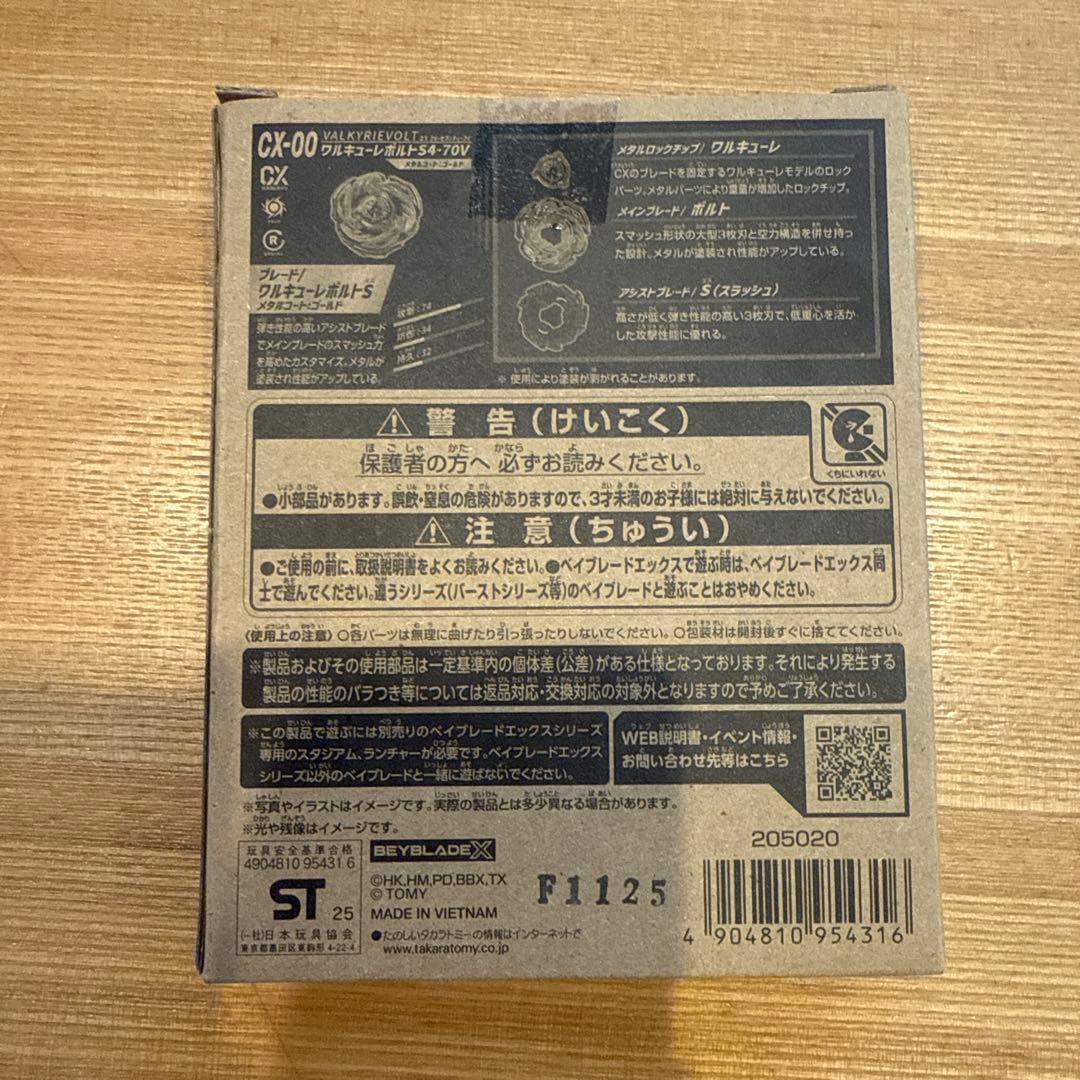 CX-00
VALKYRIEVOLT
ワルキューレボルトS4-70V
メタルコート:ゴールド
CX
R
ブレード/
ワルキューレボルトS
メタルコート:ゴールド
攻撃:74
防御:34
持久:32
弾き性能の高いアシストブレード
でメインブレードのスマッシュ力
を高めたカスタマイズ。メタルが
塗装され性能がアップしている。
メタルロックチップ/ ワルキューレ
CXのブレードを固定するワルキューレモデルのロック
パーツ。メタルパーツにより重量が増加したロックチップ。
メインブレード/ ボルト
スマッシュ形状の大型3枚刃と空力構造を併せ持っ
た設計。メタルが塗装され性能がアップしている。
アシストブレード/ S(スラッシュ)
高さが低く弾き性能の高い3枚刃で、低重心を活か
した攻撃性能に優れる。
※ 使用により塗装が剥がれることがあります。
警 告(けいこく)
保護者の方へ 必ずお読みください。
くちにいれない
●小部品があります。誤飲・窒息の危険がありますので、3才未満のお子様には絶対に与えないでください。
注 意(ちゅうい)
●ご使用の前に、取扱説明書をよくお読みください。●ベイブレードエックスで遊ぶ時は、ベイブレードエックス同
士で遊んでください。違うシリーズ(バーストシリーズ等)のベイブレードと遊ぶことはおやめください。
〈使用上の注意〉 ○各パーツは無理に曲げたり引っ張ったりしないでください。○包装材は開封後すぐに捨ててください。
※製品およびその使用部品は一定基準内の個体差(公差)がある仕様となっております。それにより発生する
製品の性能のバラつき等については返品対応・交換対応の対象外となりますので予めご了承ください。
※この製品で遊ぶには別売りのベイブレードエックスシリーズ
専用のスタジアム、ランチャーが必要です。ベイブレードエックス
シリーズ以外のベイブレードと一緒に遊ばないでください。
WEB説明書・イベント情報・
お問い合わせ先等はこちら
※写真やイラストはイメージです。実際の製品とは多少異なる場合があります。
※光や残像はイメージです。
玩具安全基準合格
4904810 95431 6
ST 25
(一社)日本玩具協会
東京都墨田区東駒形 4-22-4
BEYBLADE X
©HK,HM,PD,BBX,TX
© TOMY
MADE IN VIETNAM
●たのしいタカラトミーの情報はインターネットで
www.takaratomy.co.jp
F1125
205020
4 904810 954316